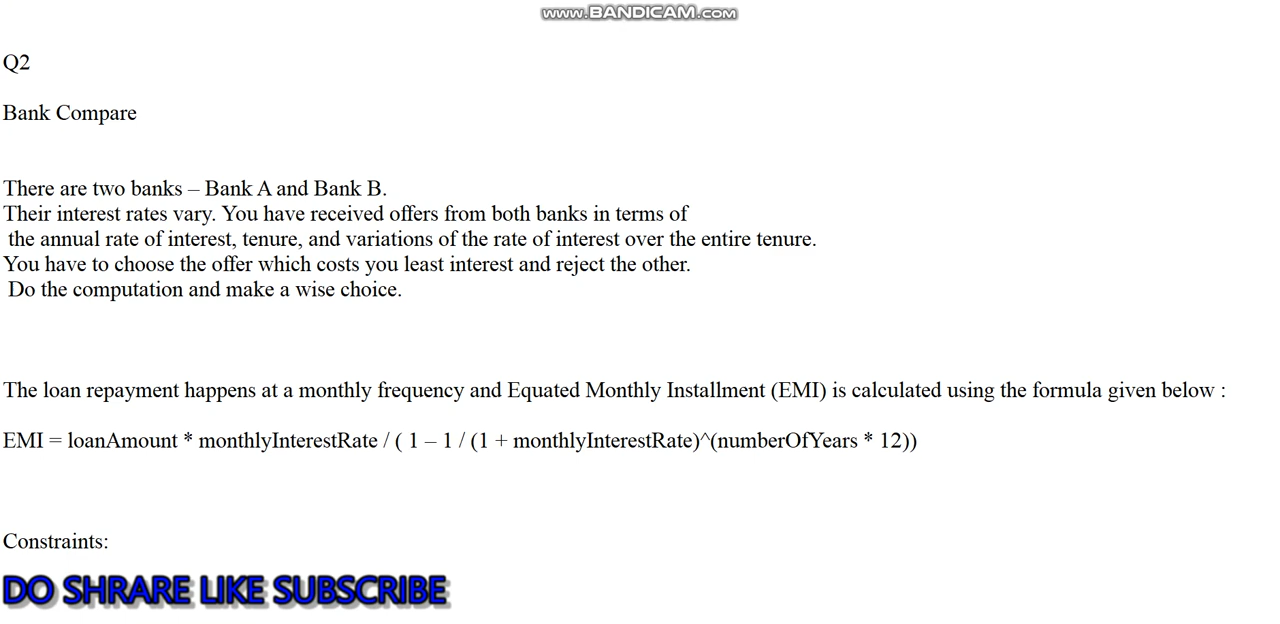 www.BANDICAM.com
Q2
Bank Compare
There are two banks – Bank A and Bank B.
Their interest rates vary. You have received offers from both banks in terms of
the annual rate of interest, tenure, and variations of the rate of interest over the entire tenure.
You have to choose the offer which costs you least interest and reject the other.
Do the computation and make a wise choice.
The loan repayment happens at a monthly frequency and Equated Monthly Installment (EMI) is calculated using the formula given below :
EMI = loanAmount * monthlyInterestRate / ( 1 – 1 / (1 + monthlyInterestRate)^(numberOfYears * 12))
Constraints:
DO SHRARE LIKE SUBSCRIBE